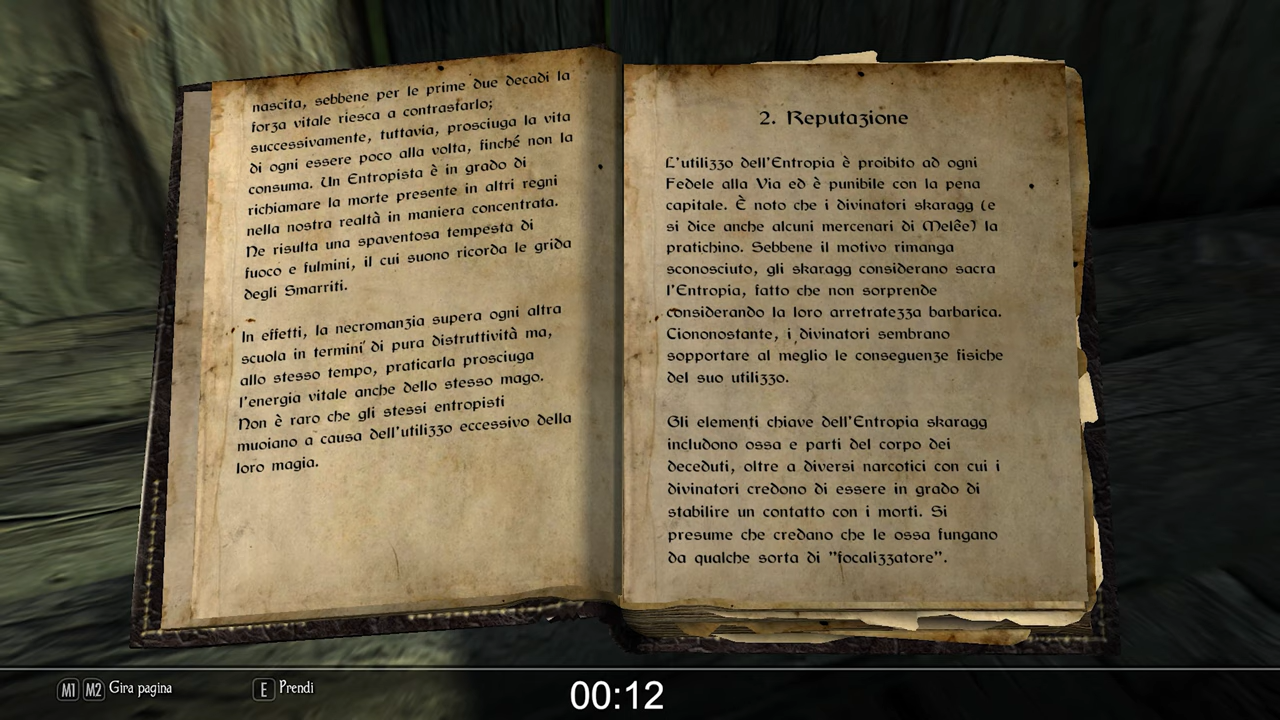 nascita, sebbene per le prime due decadi la
forza vitale riesca a contrastarlo;
successivamente, tuttavia, prosciuga la vita
di ogni essere poco alla volta, finché non la
consuma. Un Entropista è in grado di
richiamare la morte presente in altri regni
nella nostra realtà in maniera concentrata.
Ne risulta una spaventosa tempesta di
fuoco e fulmini, il cui suono ricorda le grida
degli Smarriti.
In effetti, la necromanzia supera ogni altra
scuola in termini di pura distruttività ma,
allo stesso tempo, praticarla prosciuga
l'energia vitale anche dello stesso mago.
Non è raro che gli stessi entropisti
muoiano a causa dell'utilizzo eccessivo della
loro magia.
2. Reputazione
L'utilizzo dell'Entropia è proibito ad ogni
Fedele alla Via ed è punibile con la pena
capitale. È noto che i divinatori skaragg (e
si dice anche alcuni mercenari di Melêe) la
pratichino. Sebbene il motivo rimanga
sconosciuto, gli skaragg considerano sacra
l'Entropia, fatto che non sorprende
considerando la loro arretratezza barbarica.
Ciononostante, i divinatori sembrano
sopportare al meglio le conseguenze fisiche
del suo utilizzo.
Gli elementi chiave dell'Entropia skaragg
includono ossa e parti del corpo dei
deceduti, oltre a diversi narcotici con cui i
divinatori credono di essere in grado di
stabilire un contatto con i morti. Si
presume che credano che le ossa fungano
da qualche sorta di "focalizzatore".
M1 M2 Gira pagina
E Prendi
00:12